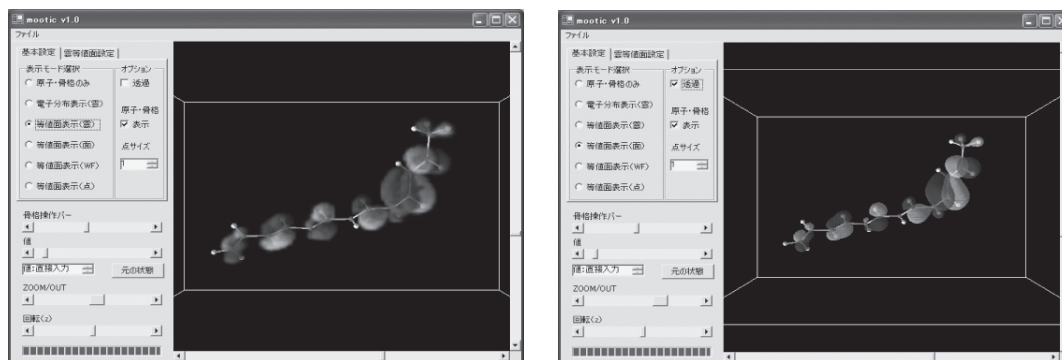 mootic v1.0
ファイル
基本設定 雲等値面設定
表示モード選択
原子・骨格のみ
電子分布表示(雲)
等値面表示(雲)
等値面表示(面)
等値面表示(WF)
等値面表示(点)
オプション
透過
原子・骨格
表示
点サイズ
1
骨格操作バー
値
値:直接入力
元の状態
ZOOM/OUT
回転(z)
mootic v1.0
ファイル
基本設定 雲等値面設定
表示モード選択
原子・骨格のみ
電子分布表示(雲)
等値面表示(雲)
等値面表示(面)
等値面表示(WF)
等値面表示(点)
オプション
透過
原子・骨格
表示
点サイズ
1
骨格操作バー
値
値:直接入力
元の状態
ZOOM/OUT
回転(z)